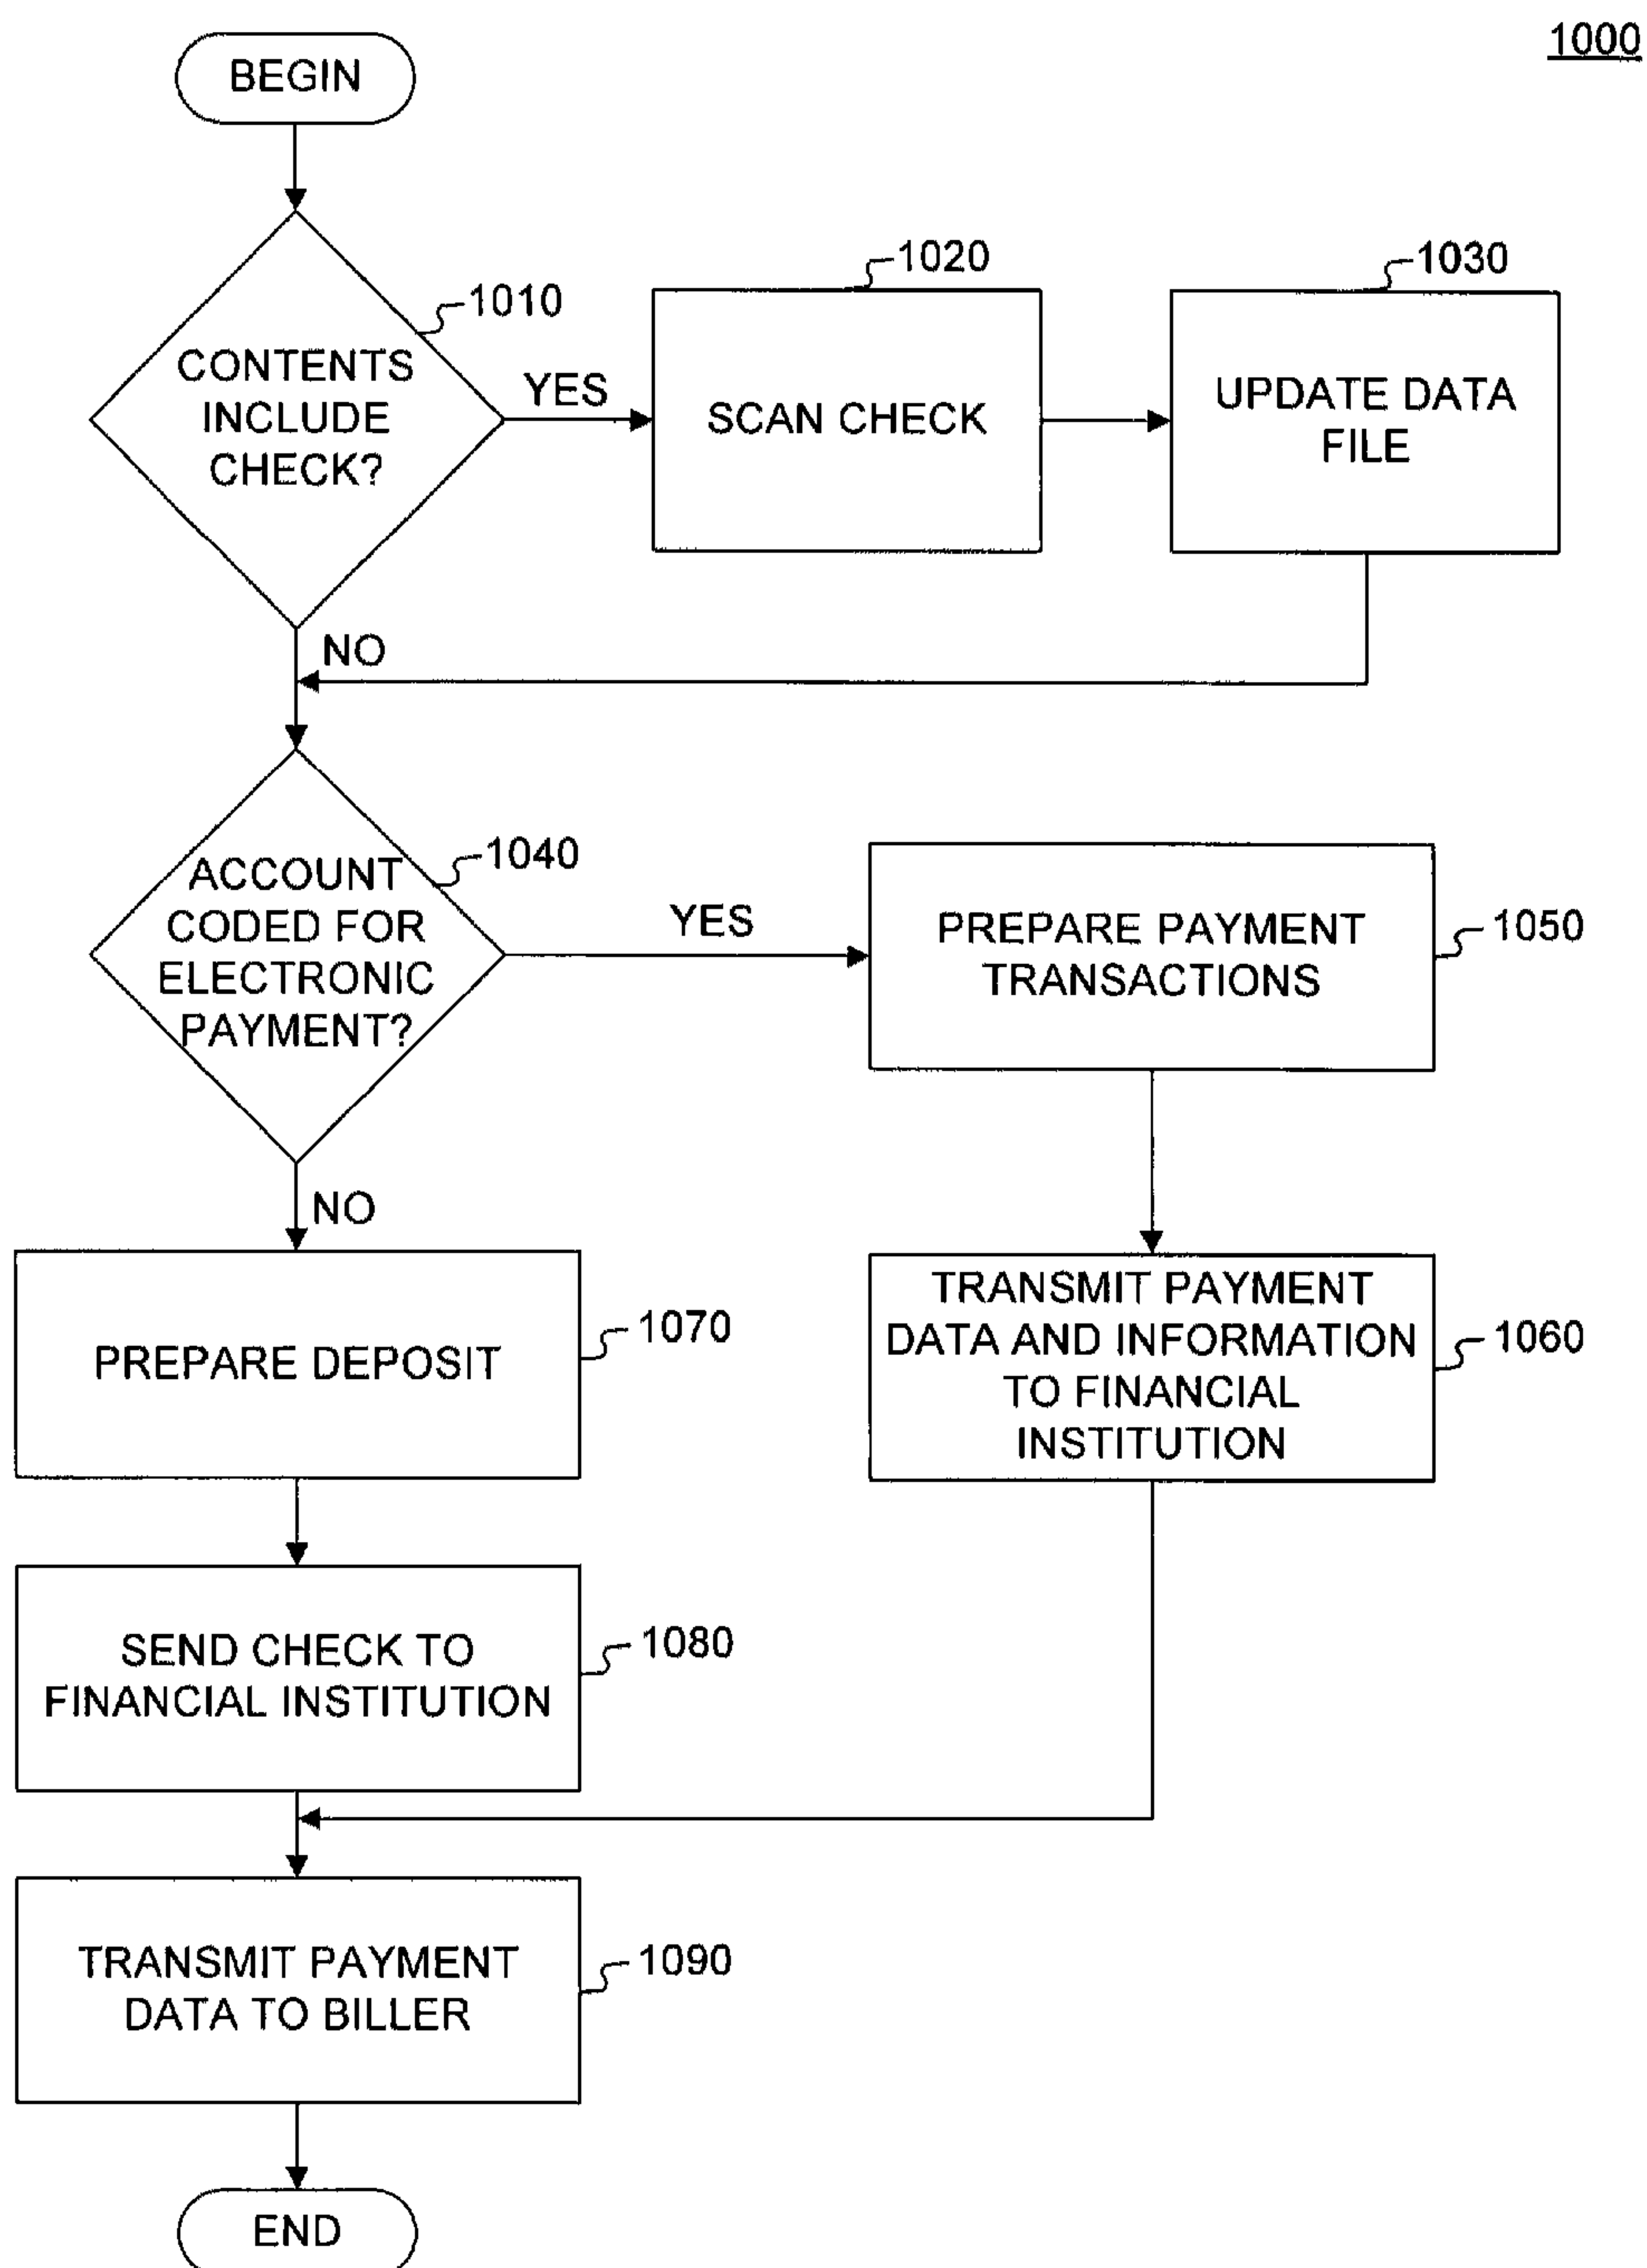 1000
BEGIN
1010
CONTENTS
INCLUDE
CHECK?
YES
1020
SCAN CHECK
1030
UPDATE DATA
FILE
NO
1040
ACCOUNT
CODED FOR
ELECTRONIC
PAYMENT?
YES
PREPARE PAYMENT
TRANSACTIONS
1050
NO
TRANSMIT PAYMENT
DATA AND INFORMATION
TO FINANCIAL
INSTITUTION
1060
PREPARE DEPOSIT
1070
SEND CHECK TO
FINANCIAL INSTITUTION
1080
TRANSMIT PAYMENT
DATA TO BILLER
1090
END